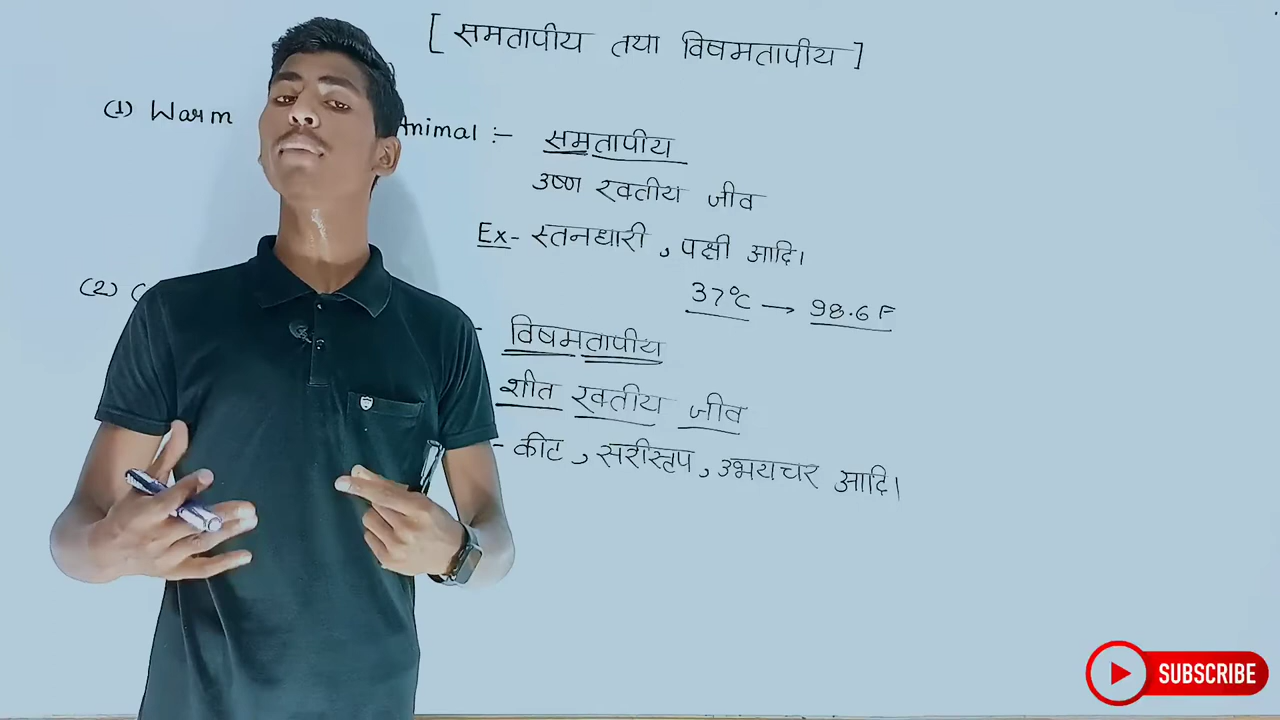 [ समतापीय तथा विषमतापीय ]
(1) Warm Animal :- समतापीय
उष्ण रक्तीय जीव
Ex- स्तनधारी, पक्षी आदि।
37°C → 98.6 F
(2) C
- विषमतापीय
शीत रक्तीय जीव
- कीट, सरीसृप, उभयचर आदि।
SUBSCRIBE